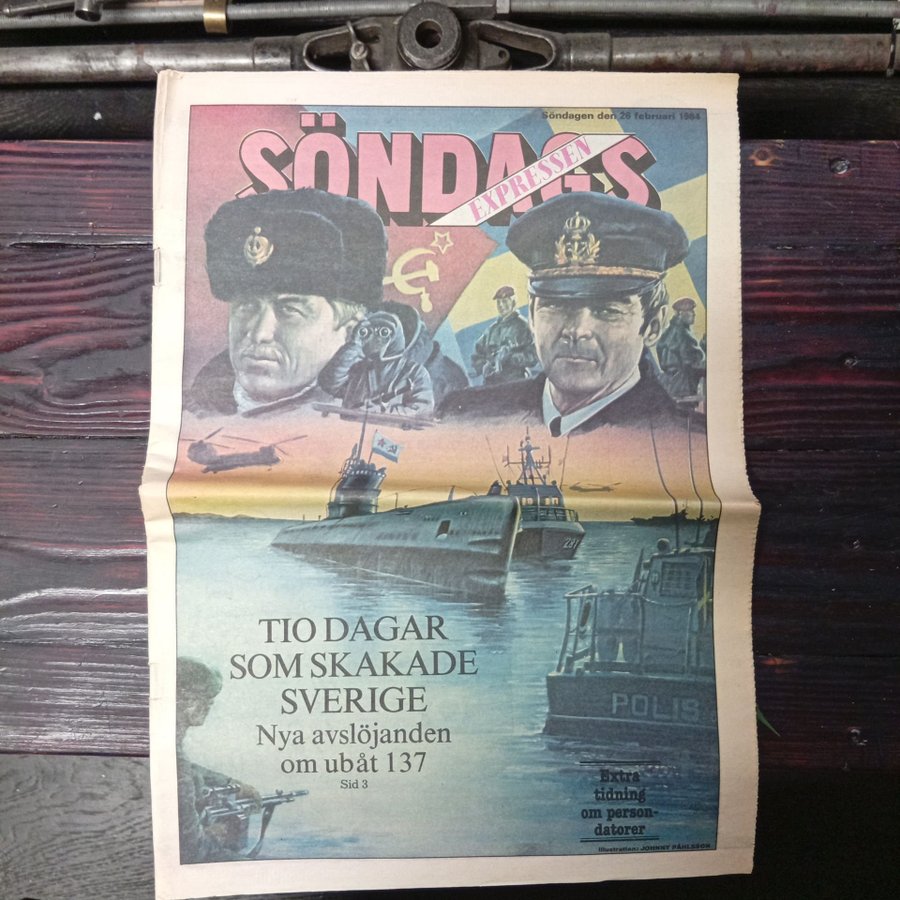 Söndagen den 26 februari 1984
SÖNDAGS
EXPRESSEN
TIO DAGAR
SOM SKAKADE
SVERIGE
Nya avslöjanden
om ubåt 137
Sid 3
POLIS
Extra
tidning
om person-
datorer
Illustration: JOHNNY PÅHLSSON